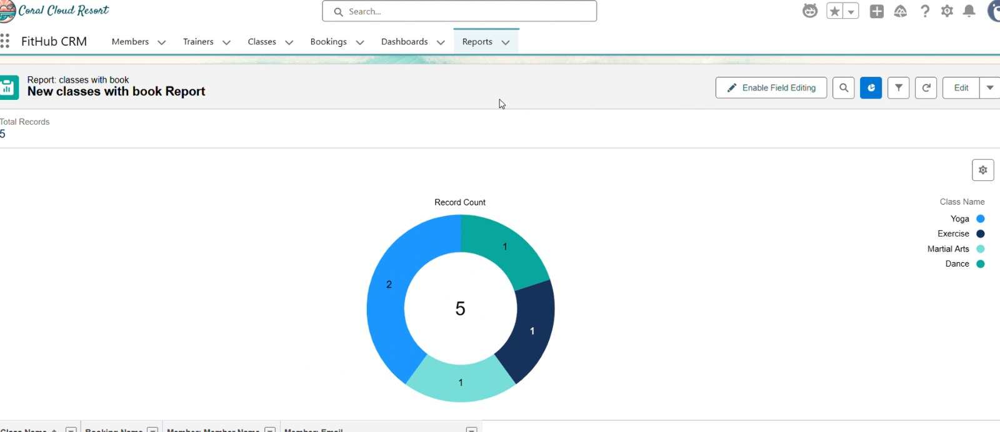 Coral Cloud Resort
Search...
FitHub CRM
Members
Trainers
Classes
Bookings
Dashboards
Reports
Report: classes with book
New classes with book Report
Enable Field Editing
Edit
Total Records
5
Record Count
Class Name
Yoga
Exercise
Martial Arts
Dance
1
2
5
1
1
Class Name
Booking Name
Member: Member Name
Member: Email